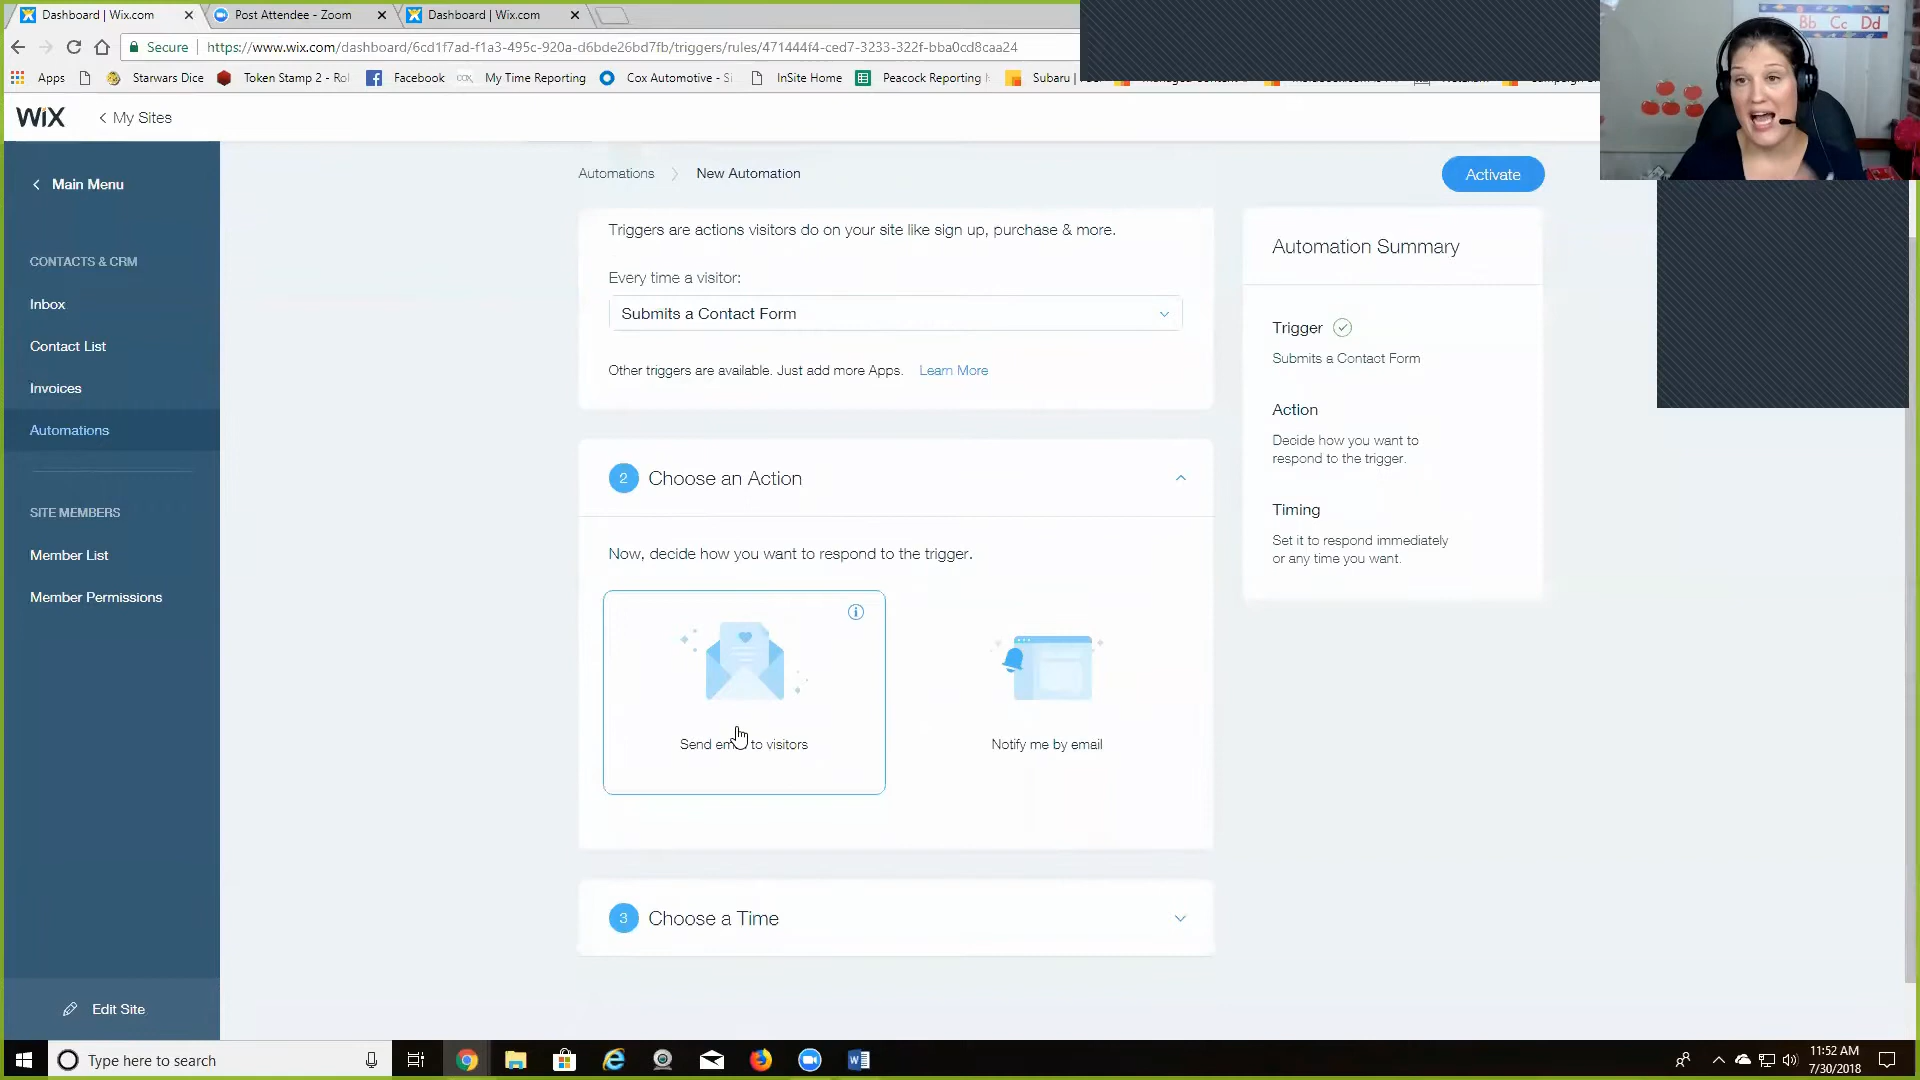 Dashboard | Wix.com
Post Attendee - Zoom
Dashboard | Wix.com
Secure
https://www.wix.com/dashboard/6cd1f7ad-f1a3-495c-920a-d6bde26bd7fb/triggers/rules/471444f4-ced7-3233-322f-bba0cd8caa24
Apps
Starwars Dice
Token Stamp 2 - Rol
Facebook
My Time Reporting
Cox Automotive - Si
InSite Home
Peacock Reporting
Subaru |
Bb Cc Dd
WiX
My Sites
Main Menu
CONTACTS & CRM
Inbox
Contact List
Invoices
Automations
SITE MEMBERS
Member List
Member Permissions
Edit Site
Automations
New Automation
Activate
Triggers are actions visitors do on your site like sign up, purchase & more.
Every time a visitor:
Submits a Contact Form
Other triggers are available. Just add more Apps. Learn More
2 Choose an Action
Now, decide how you want to respond to the trigger.
Send to visitors
Notify me by email
3 Choose a Time
Automation Summary
Trigger
Submits a Contact Form
Action
Decide how you want to
respond to the trigger.
Timing
Set it to respond immediately
or any time you want.
Type here to search
11:52 AM
7/30/2018